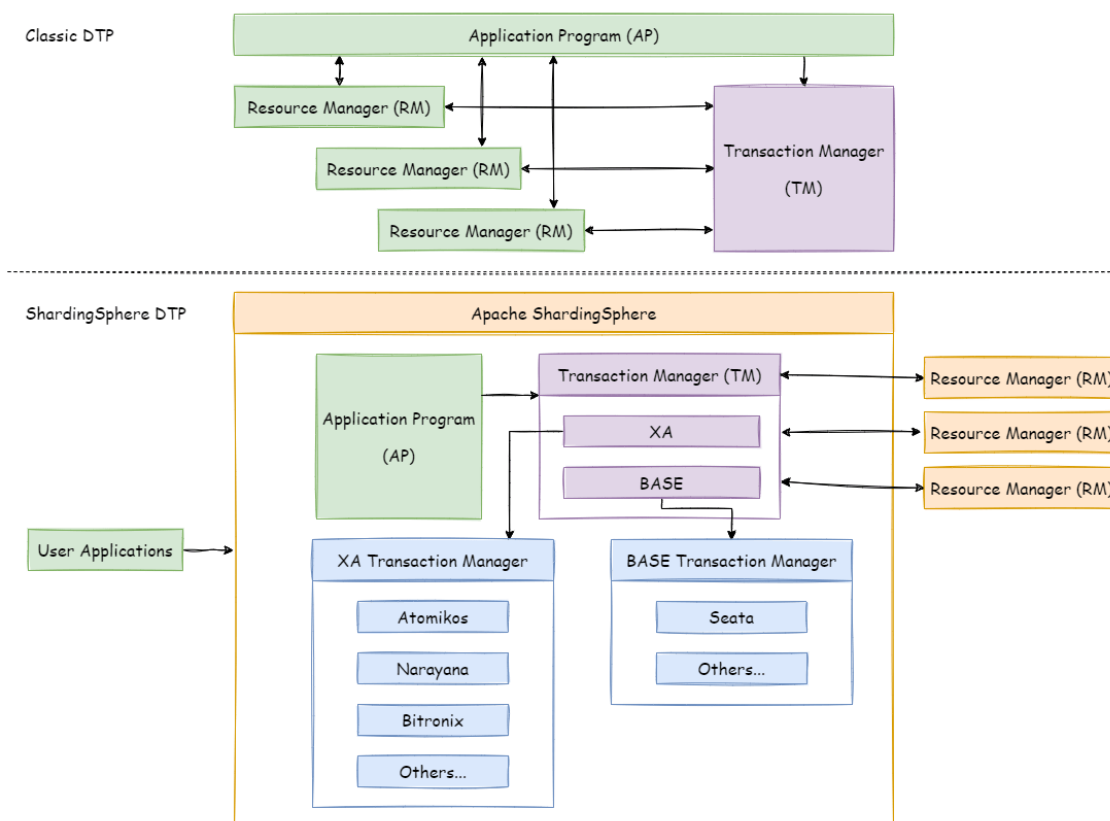 Classic DTP
Application Program (AP)
Resource Manager (RM)
Resource Manager (RM)
Resource Manager (RM)
Transaction Manager
(TM)
ShardingSphere DTP
Apache ShardingSphere
User Applications
Application Program
(AP)
Transaction Manager (TM)
XA
BASE
Resource Manager (RM)
Resource Manager (RM)
Resource Manager (RM)
XA Transaction Manager
Atomikos
Narayana
Bitronix
Others...
BASE Transaction Manager
Seata
Others...